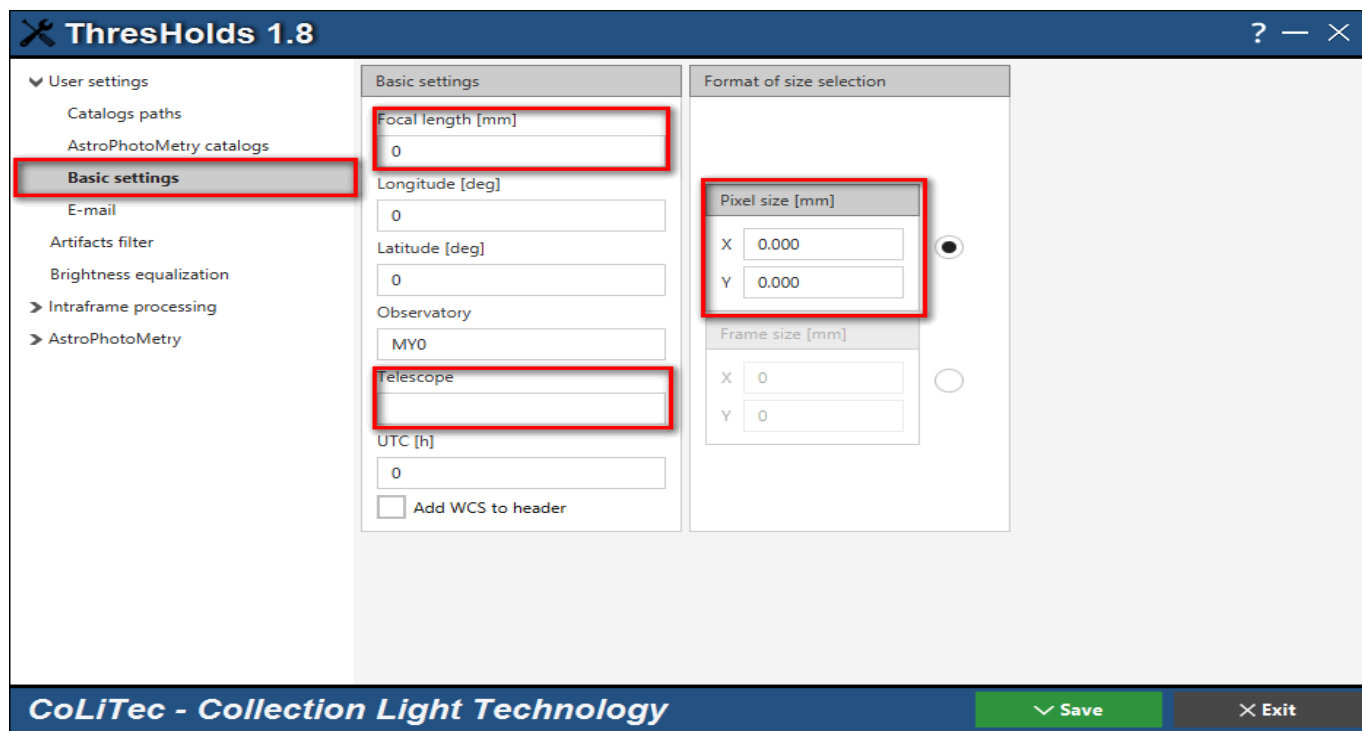 ThresHolds 1.8
? — ×
User settings
Catalogs paths
AstroPhotoMetry catalogs
Basic settings
E-mail
Artifacts filter
Brightness equalization
Intraframe processing
AstroPhotoMetry
Basic settings
Focal length [mm]
0
Longitude [deg]
0
Latitude [deg]
0
Observatory
MY0
Telescope
UTC [h]
0
Add WCS to header
Format of size selection
Pixel size [mm]
X 0.000
Y 0.000
Frame size [mm]
X 0
Y 0
CoLiTec - Collection Light Technology
Save
Exit